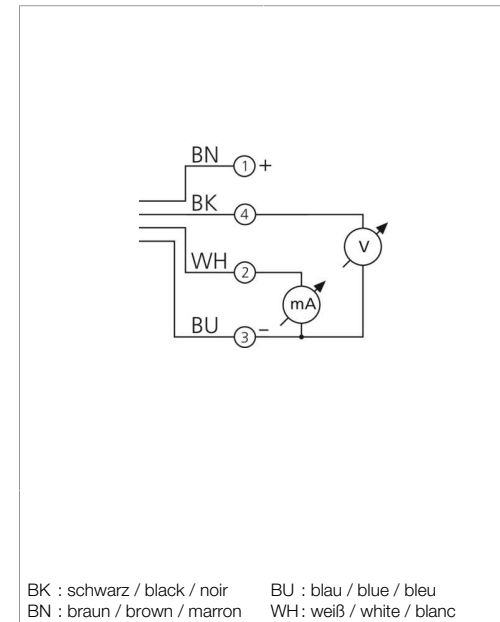 BN 1 +
BK 4
V
WH 2
mA
BU 3 –
BK : schwarz / black / noir BU : blau / blue / bleu
BN : braun / brown / marron WH : weiß / white / blanc